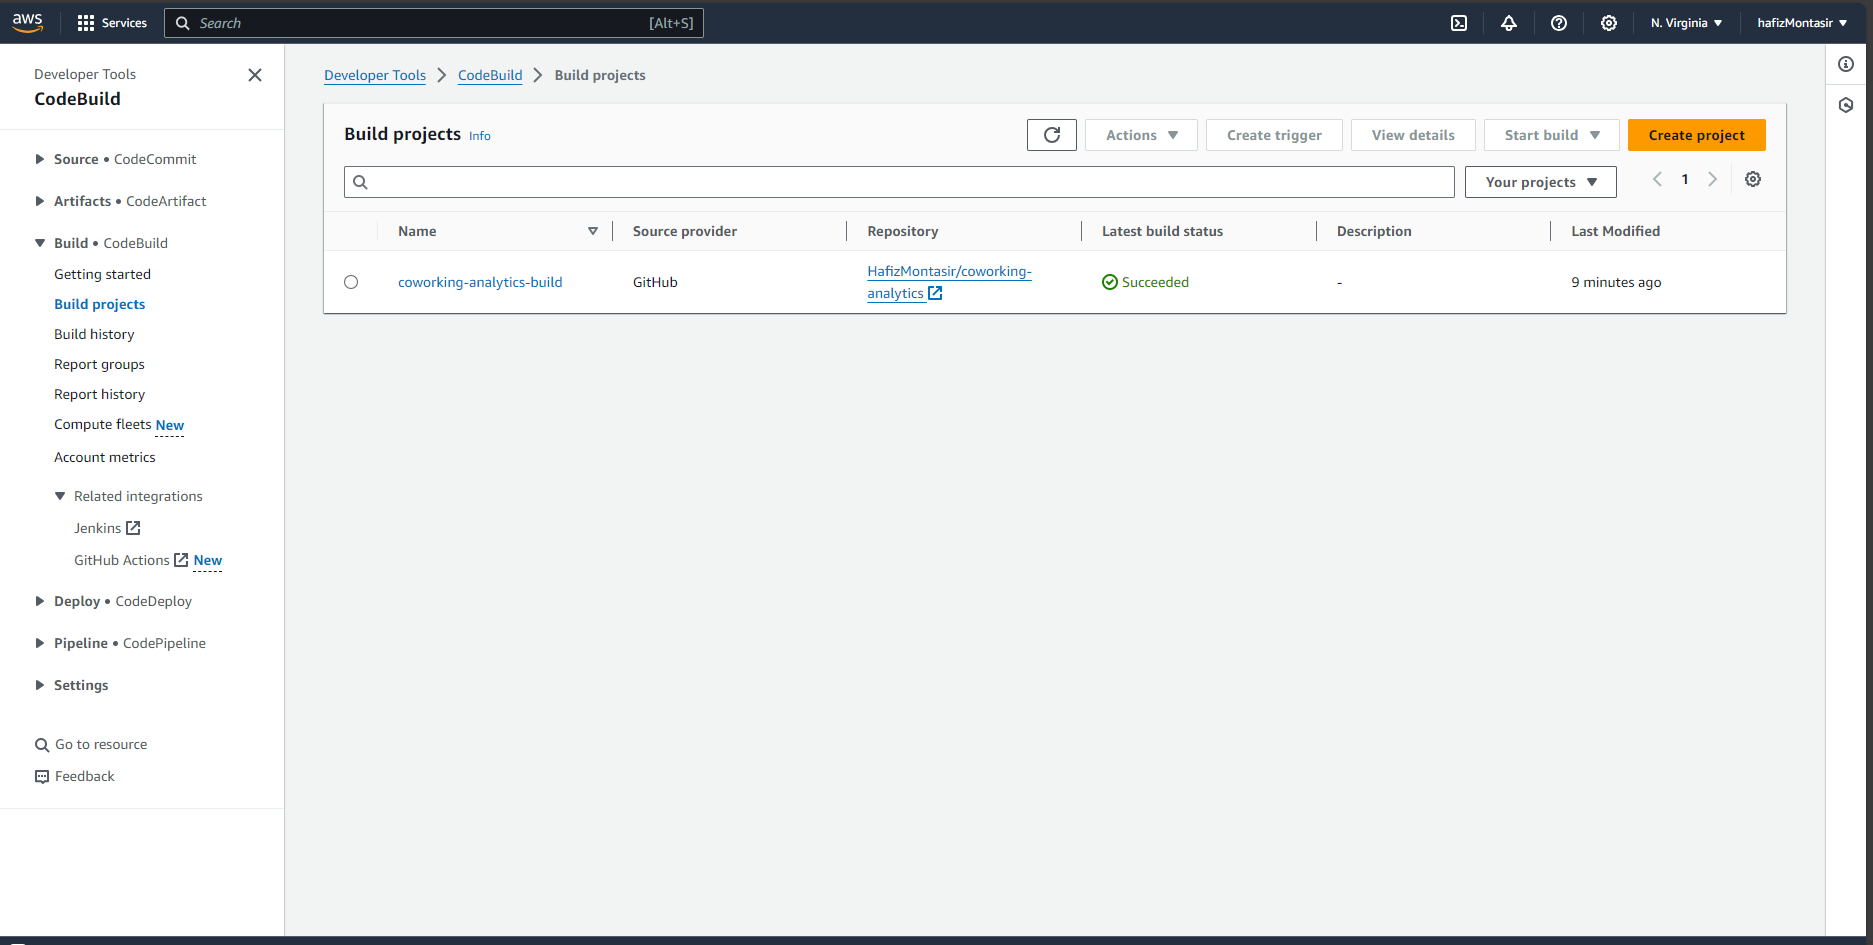 aws
Services
Search
[Alt+S]
N. Virginia
hafizMontasir
Developer Tools
CodeBuild
Source • CodeCommit
Artifacts • CodeArtifact
Build • CodeBuild
Getting started
Build projects
Build history
Report groups
Report history
Compute fleets New
Account metrics
Related integrations
Jenkins
GitHub Actions New
Deploy • CodeDeploy
Pipeline • CodePipeline
Settings
Go to resource
Feedback
Developer Tools > CodeBuild > Build projects
Build projects Info
Actions
Create trigger
View details
Start build
Create project
Your projects
1
Name
Source provider
Repository
Latest build status
Description
Last Modified
coworking-analytics-build
GitHub
HafizMontasir/coworking-
analytics
Succeeded
-
9 minutes ago